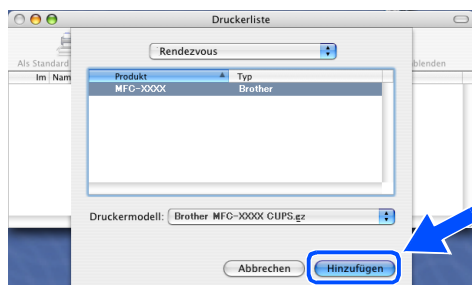 Druckerliste
Rendezvous
Als Standard
blenden
Im Nam
Produkt Typ
MFC-XXXX Brother
Druckermodell: Brother MFC-XXXX CUPS.gz
Abbrechen Hinzufügen